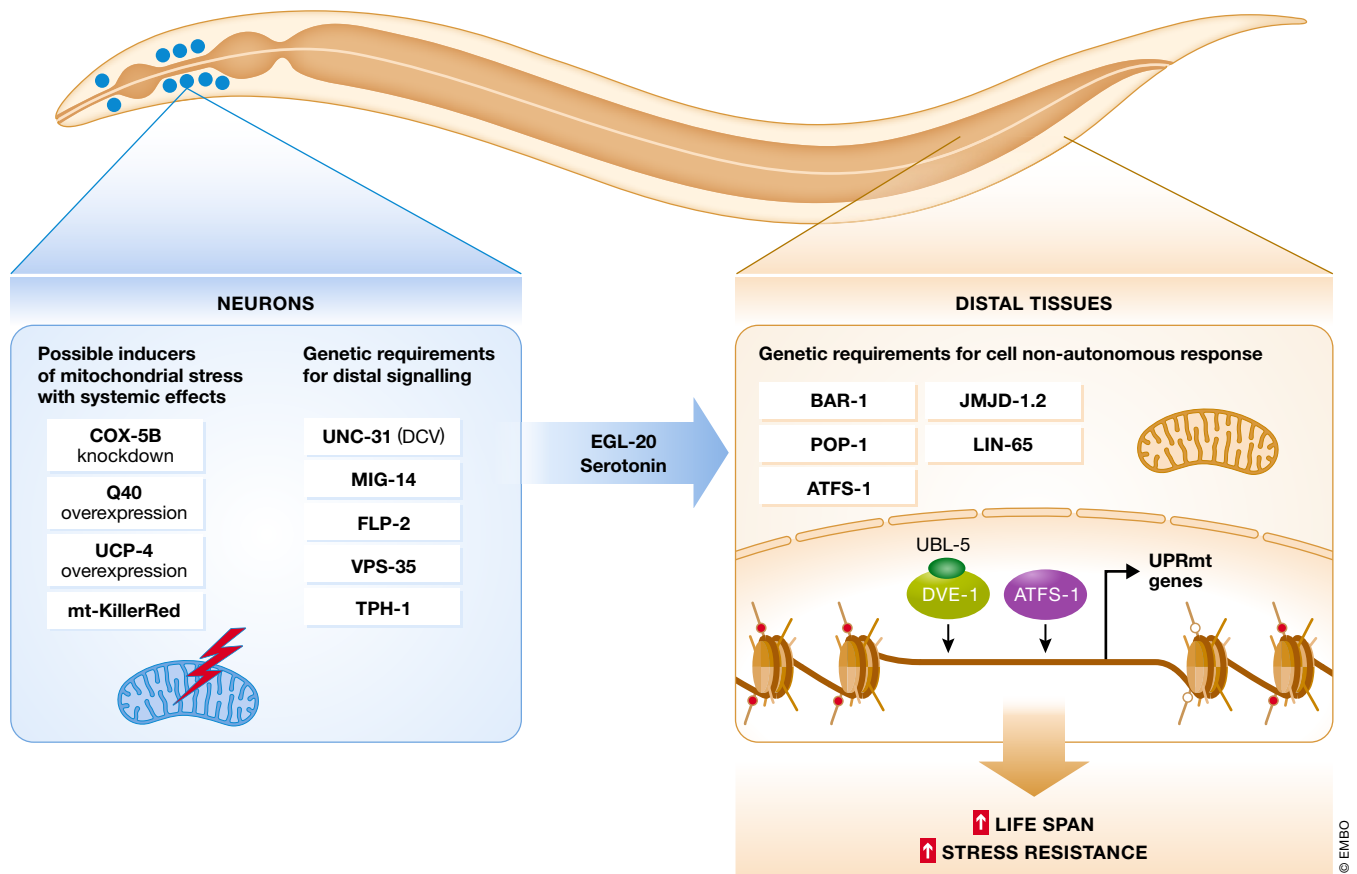 NEURONS
Possible inducers
of mitochondrial stress
with systemic effects
COX-5B
knockdown
Q40
overexpression
UCP-4
overexpression
mt-KillerRed
Genetic requirements
for distal signalling
UNC-31 (DCV)
MIG-14
FLP-2
VPS-35
TPH-1
EGL-20
Serotonin
DISTAL TISSUES
Genetic requirements for cell non-autonomous response
BAR-1
JMJD-1.2
POP-1
LIN-65
ATFS-1
UBL-5
DVE-1
ATFS-1
UPRmt
genes
LIFE SPAN
STRESS RESISTANCE
© EMBO